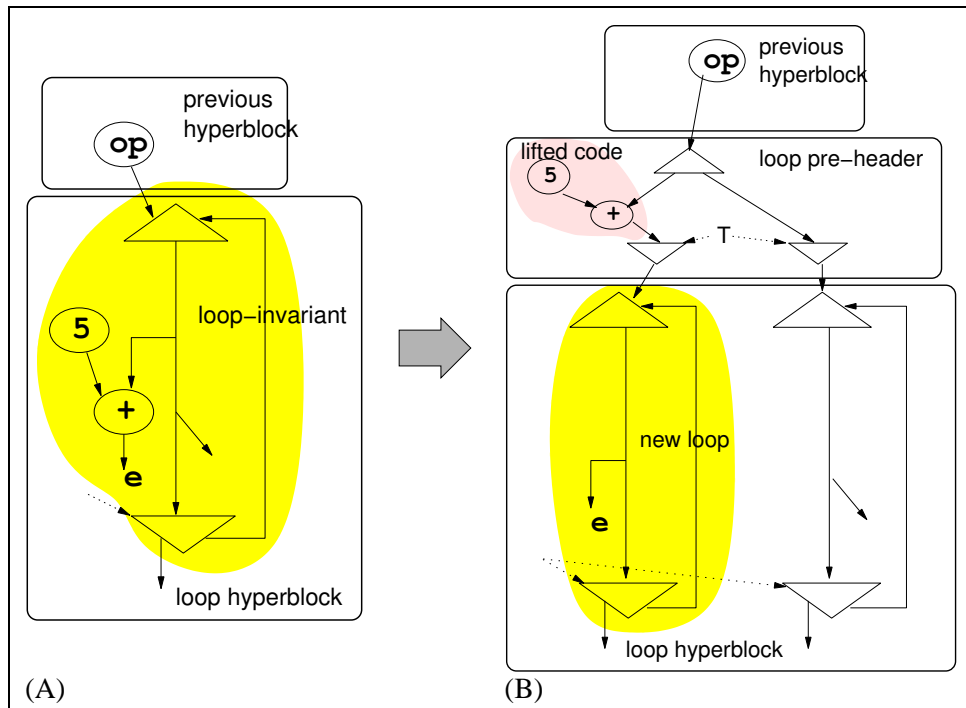 previous
hyperblock
op
loop-invariant
5
+
e
loop hyperblock
(A)
previous
hyperblock
op
lifted code
loop pre-header
5
+
T
new loop
e
loop hyperblock
(B)